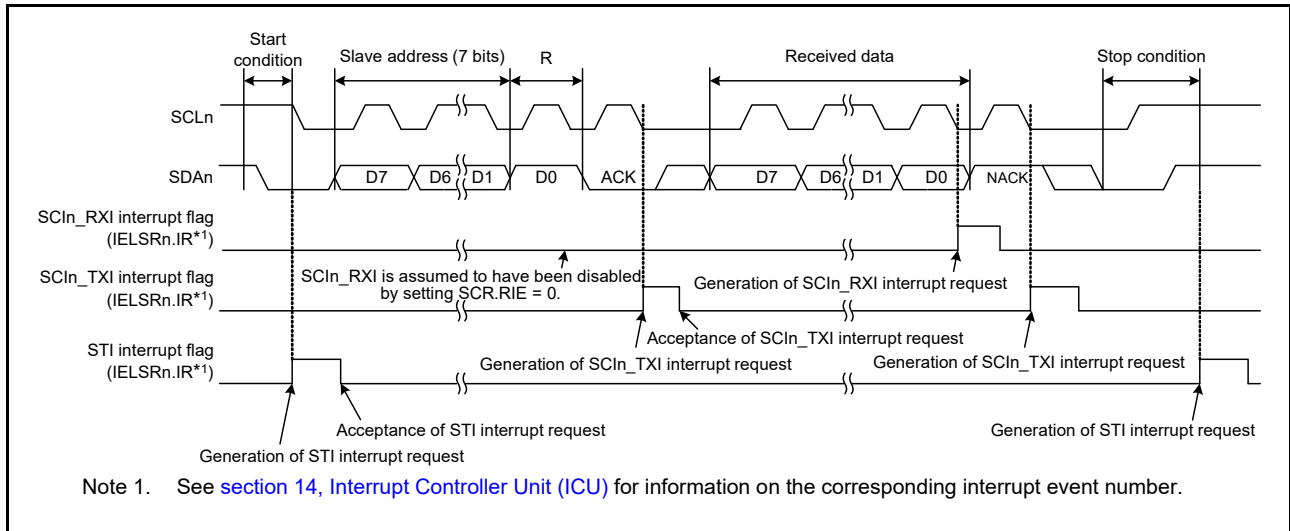 Start
condition
Slave address (7 bits)
R
Received data
Stop condition
SCLn
SDAn
D7
D6
D1
D0
ACK
D7
D6
D1
D0
NACK
SCIn_RXI interrupt flag
(IELSRn.IR*1)
SCIn_RXI is assumed to have been disabled
by setting SCR.RIE = 0.
Generation of SCIn_RXI interrupt request
SCIn_TXI interrupt flag
(IELSRn.IR*1)
Acceptance of SCIn_TXI interrupt request
Generation of SCIn_TXI interrupt request
Generation of SCIn_TXI interrupt request
STI interrupt flag
(IELSRn.IR*1)
Acceptance of STI interrupt request
Generation of STI interrupt request
Generation of STI interrupt request
Note 1. See section 14, Interrupt Controller Unit (ICU) for information on the corresponding interrupt event number.